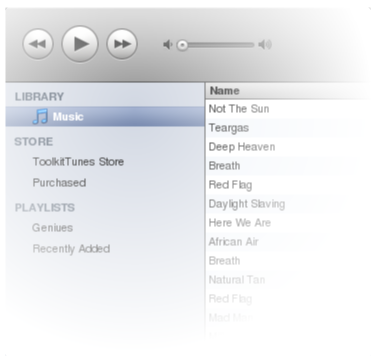 LIBRARY
Music
STORE
ToolkitTunes Store
Purchased
PLAYLISTS
Geniues
Recently Added
Name
Not The Sun
Teargas
Deep Heaven
Breath
Red Flag
Daylight Slaving
Here We Are
African Air
Breath
Natural Tan
Red Flag
Mad